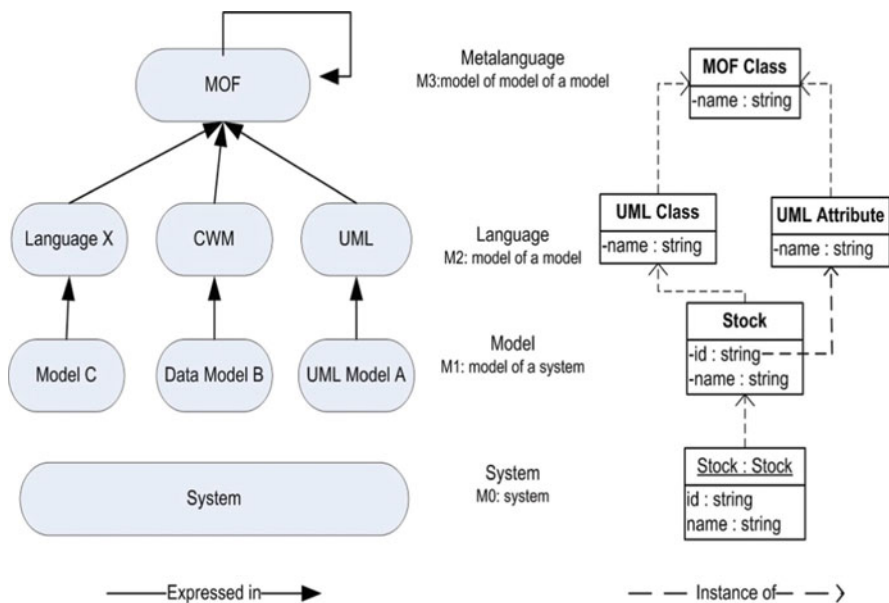 MOF
Metalanguage
M3:model of model of a model
MOF Class
-name : string
Language X
CWM
UML
Language
M2: model of a model
UML Class
-name : string
UML Attribute
-name : string
Model C
Data Model B
UML Model A
Model
M1: model of a system
Stock
-id : string
-name : string
System
System
M0: system
Stock : Stock
id : string
name : string
Expressed in
Instance of